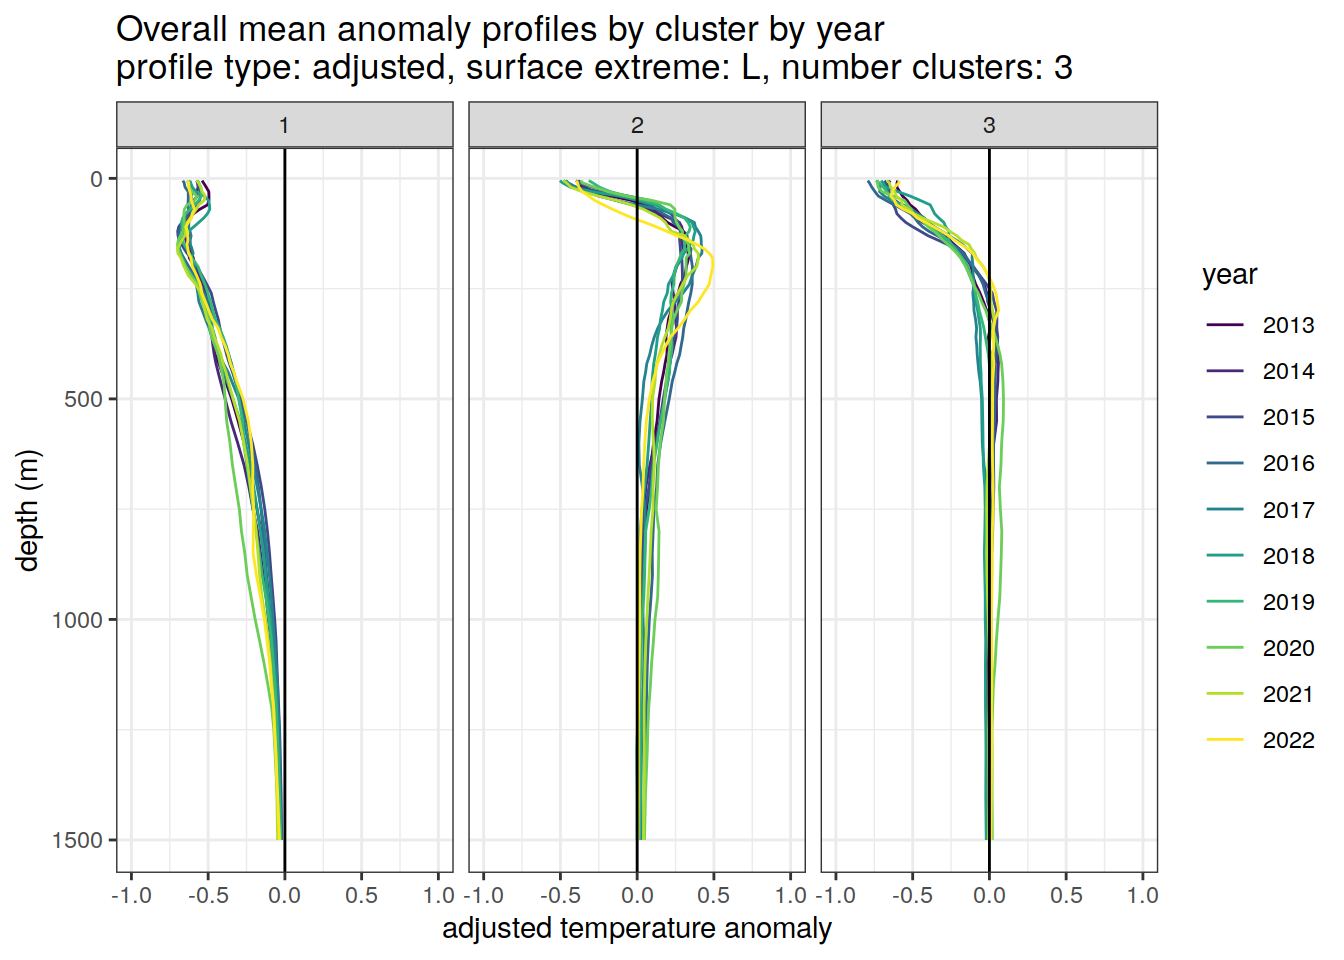 Overall mean anomaly profiles by cluster by year
profile type: adjusted, surface extreme: L, number clusters: 3
1
2
3
0
500
1000
1500
depth (m)
-1.0 -0.5 0.0 0.5 1.0
-1.0 -0.5 0.0 0.5 1.0
-1.0 -0.5 0.0 0.5 1.0
adjusted temperature anomaly
year
2013
2014
2015
2016
2017
2018
2019
2020
2021
2022